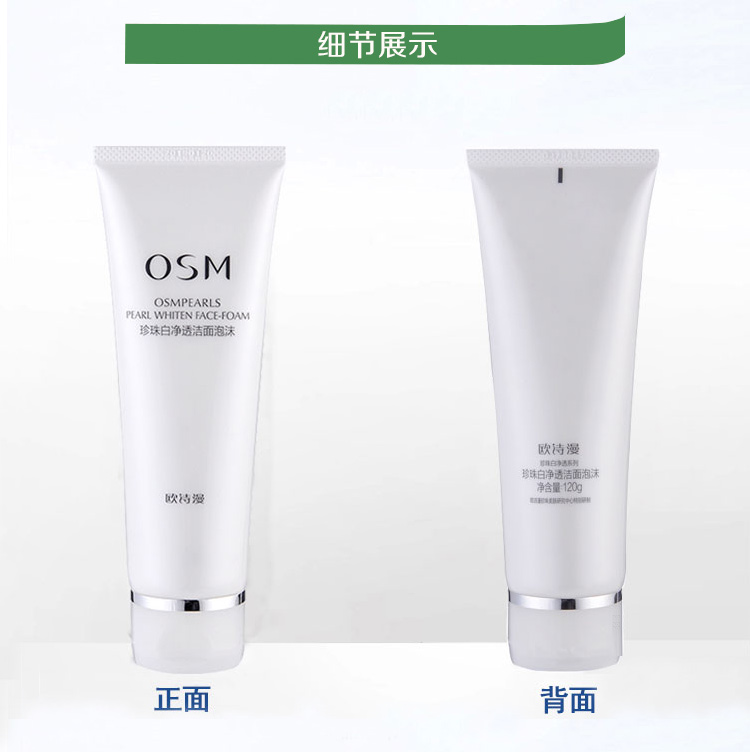 细节展示
OSM
OSMPEARLS
PEARL WHITEN FACE-FOAM
珍珠白净透洁面泡沫
欧诗漫
欧诗漫
珍珠白净透系列
珍珠白净透洁面泡沫
净含量:120g
正面
背面